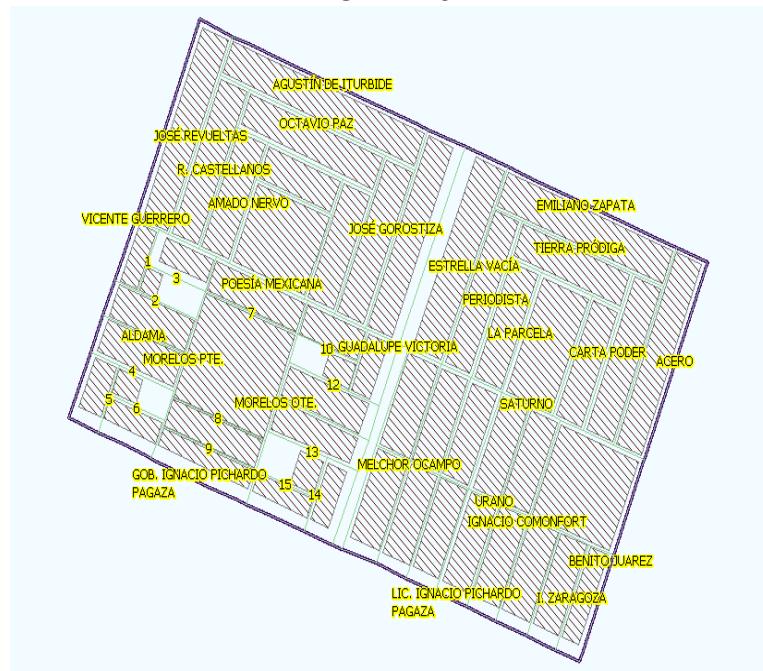 AGUSTÍN DE ITURBIDE
OCTAVIO PAZ
JOSÉ REVUELTAS
R. CASTELLANOS
AMADO NERVO
EMILIANO ZAPATA
VICENTE GUERRERO
JOSÉ GOROSTIZA
TIERRA PRÓDIGA
1
3
ESTRELLA VACÍA
POESÍA MEXICANA
2
PERIODISTA
7
ALDAMA
LA PARCELA
10
GUADALUPE VICTORIA
MORELOS PTE.
CARTA PODER
ACERO
4
12
5
6
MORELOS OTE.
SATURNO
8
9
13
MELCHOR OCAMPO
GOB. IGNACIO PICHARDO
PAGAZA
15
14
URANO
IGNACIO COMONFORT
BENITO JUAREZ
LIC. IGNACIO PICHARDO
PAGAZA
I. ZARAGOZA